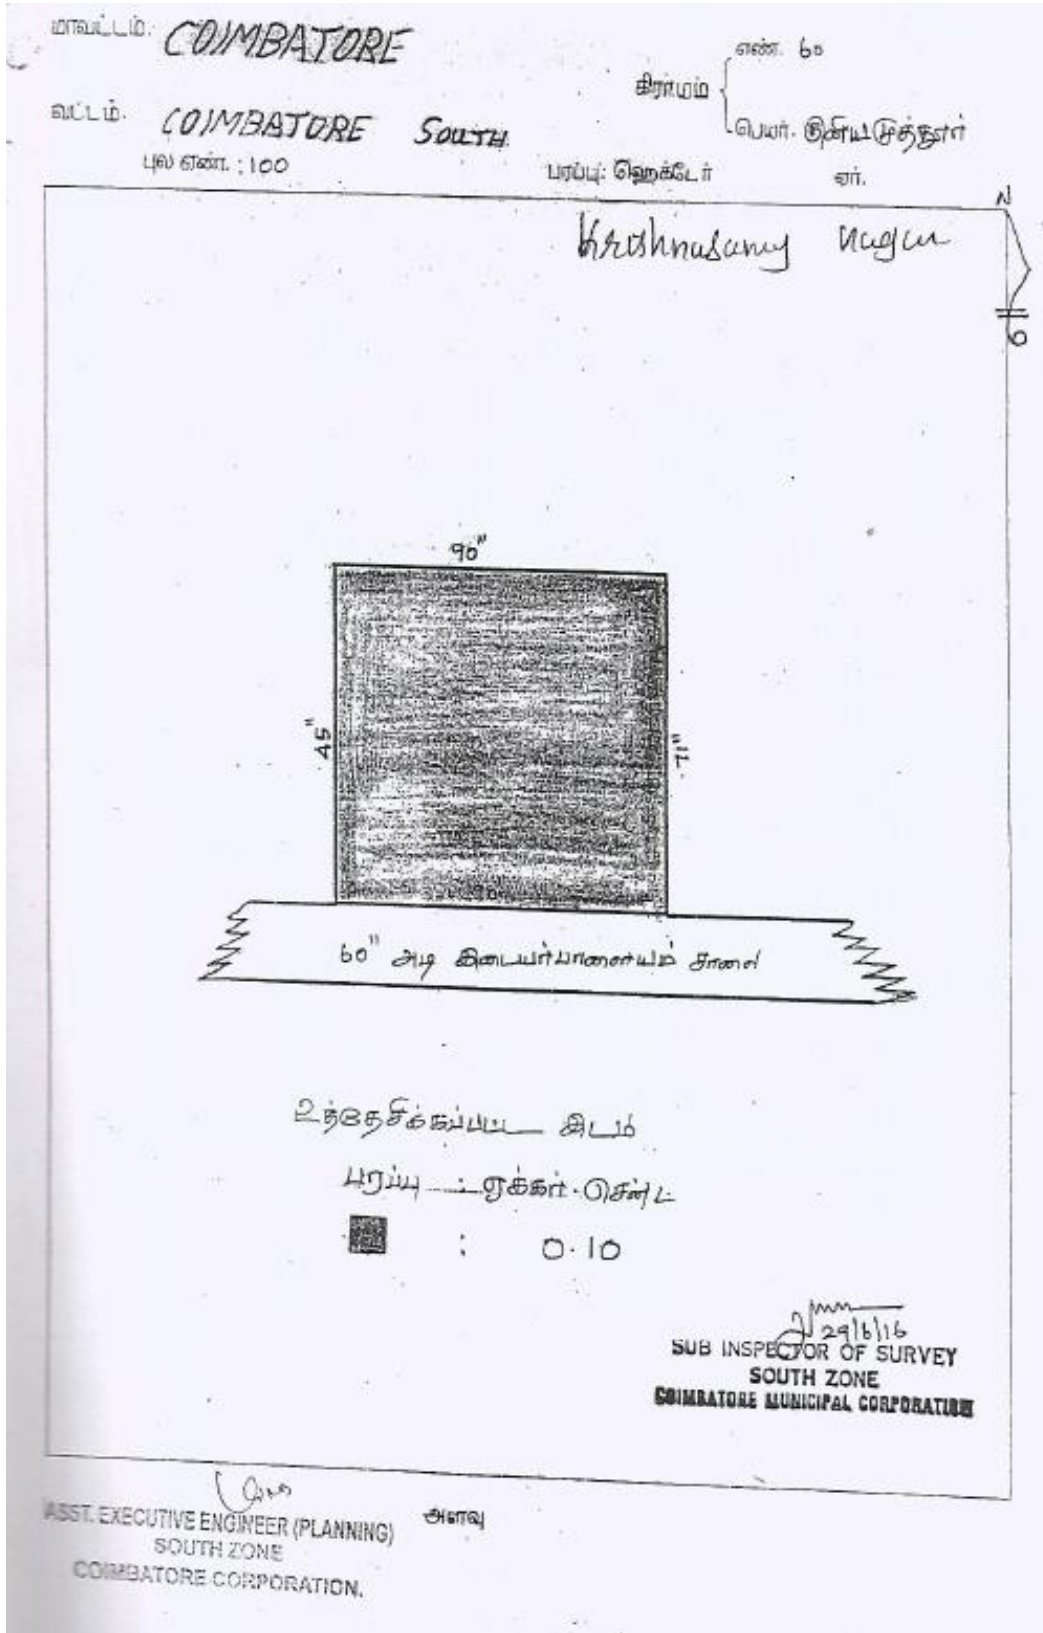 மாவட்டம். COIMBATORE
எண். 60
கிராமம்
வட்டம். COIMBATORE SOUTH
பெயர். குனியமுத்தூர்
புல எண். : 100 பரப்பு: ஹெக்டேர் ஏர்.
N
Krishnasamy nagar
90"
45"
60" அடி இடையர்பாளையம் சாலை
உத்தேசிக்கப்பட்ட இடம்
பரப்பு : ஏக்கர்·செண்ட்
: 0.10
29/6/16
SUB INSPECTOR OF SURVEY
SOUTH ZONE
COIMBATORE MUNICIPAL CORPORATION
ASST. EXECUTIVE ENGINEER (PLANNING)
அளவு
SOUTH ZONE
COIMBATORE CORPORATION.